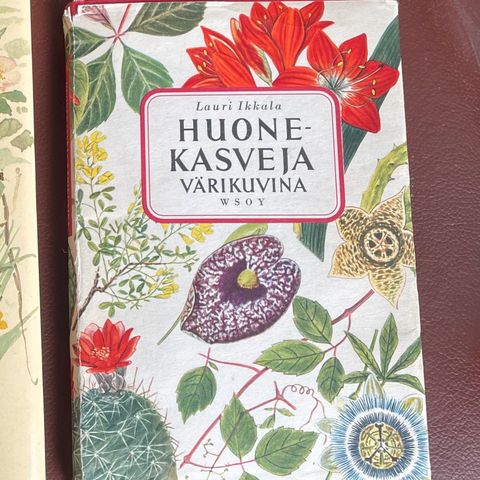 Lauri Ikkala
HUONE-
KASVEJA
VÄRIKUVINA
WSOY